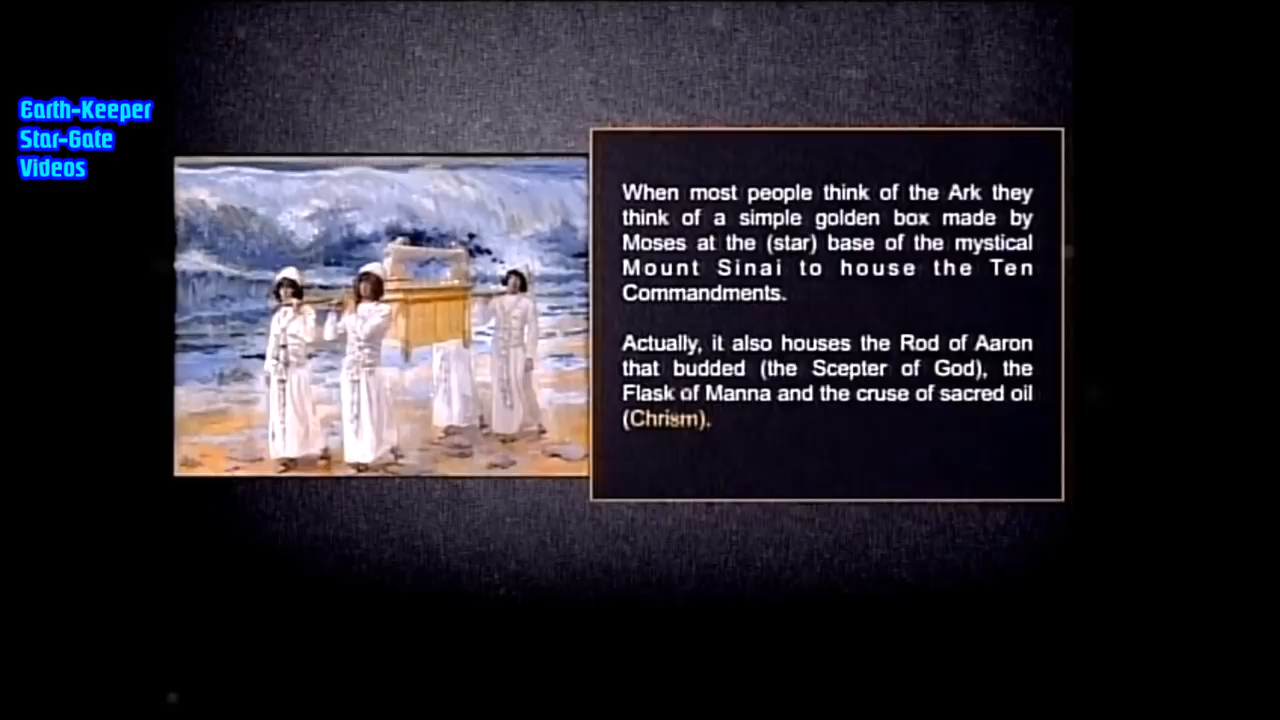 Earth-Keeper
Star-Gate
Videos
When most people think of the Ark they
think of a simple golden box made by
Moses at the (star) base of the mystical
Mount Sinai to house the Ten
Commandments.
Actually, it also houses the Rod of Aaron
that budded (the Scepter of God), the
Flask of Manna and the cruse of sacred oil
(Chrism).